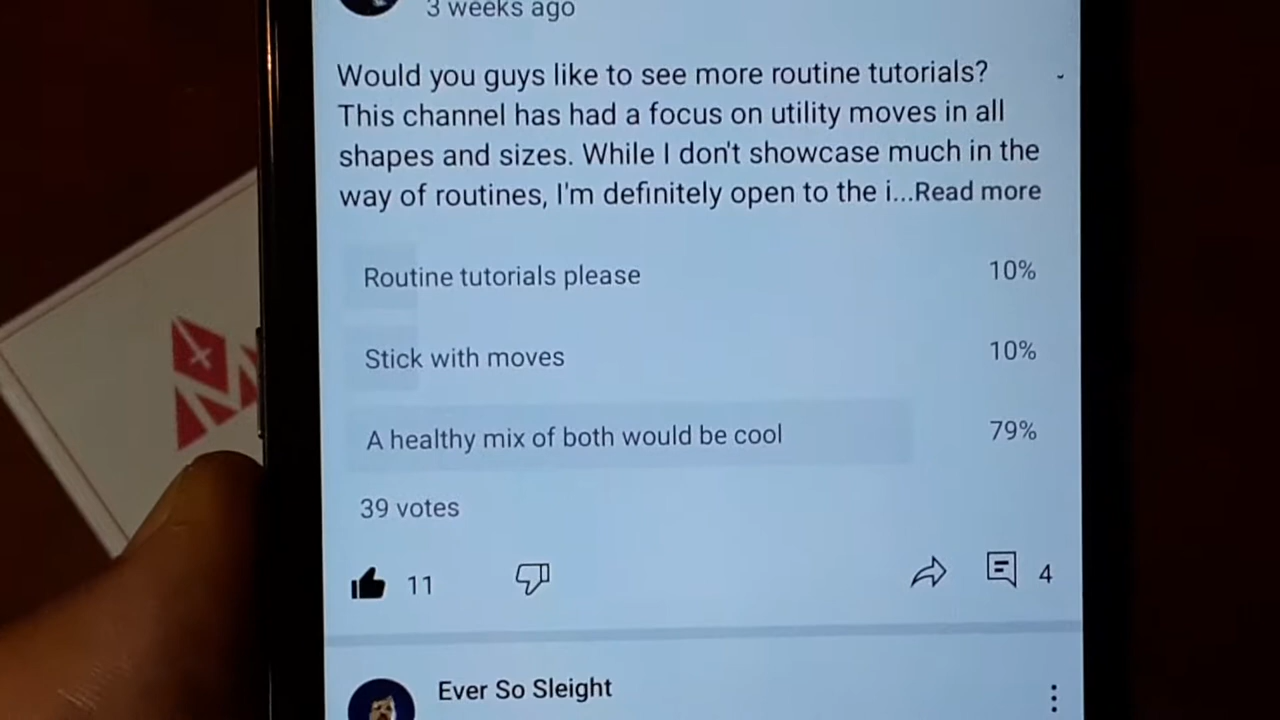 3 weeks ago
Would you guys like to see more routine tutorials?
This channel has had a focus on utility moves in all
shapes and sizes. While I don't showcase much in the
way of routines, I'm definitely open to the i...Read more
Routine tutorials please 10%
Stick with moves 10%
A healthy mix of both would be cool 79%
39 votes
11 4
Ever So Sleight